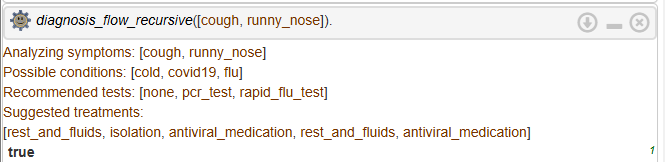 diagnosis_flow_recursive([cough, runny_nose]).
Analyzing symptoms: [cough, runny_nose]
Possible conditions: [cold, covid19, flu]
Recommended tests: [none, pcr_test, rapid_flu_test]
Suggested treatments:
[rest_and_fluids, isolation, antiviral_medication, rest_and_fluids, antiviral_medication]
true
1